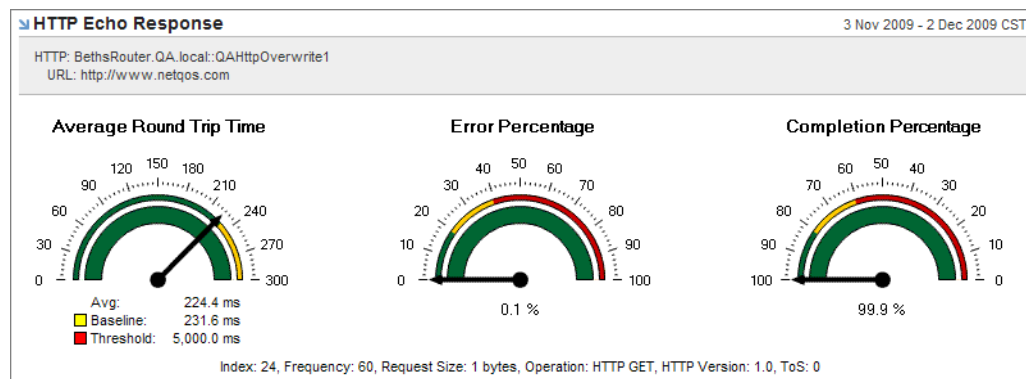 HTTP Echo Response
3 Nov 2009 - 2 Dec 2009 CST
HTTP: BethsRouter.QA.local::QAHttpOverwrite1
URL: http://www.netqos.com
Average Round Trip Time
0 30 60 90 120 150 180 210 240 270 300
Avg: 224.4 ms
Baseline: 231.6 ms
Threshold: 5,000.0 ms
Error Percentage
0 10 20 30 40 50 60 70 80 90 100
0.1 %
Completion Percentage
100 90 80 70 60 50 40 30 20 10 0
99.9 %
Index: 24, Frequency: 60, Request Size: 1 bytes, Operation: HTTP GET, HTTP Version: 1.0, ToS: 0